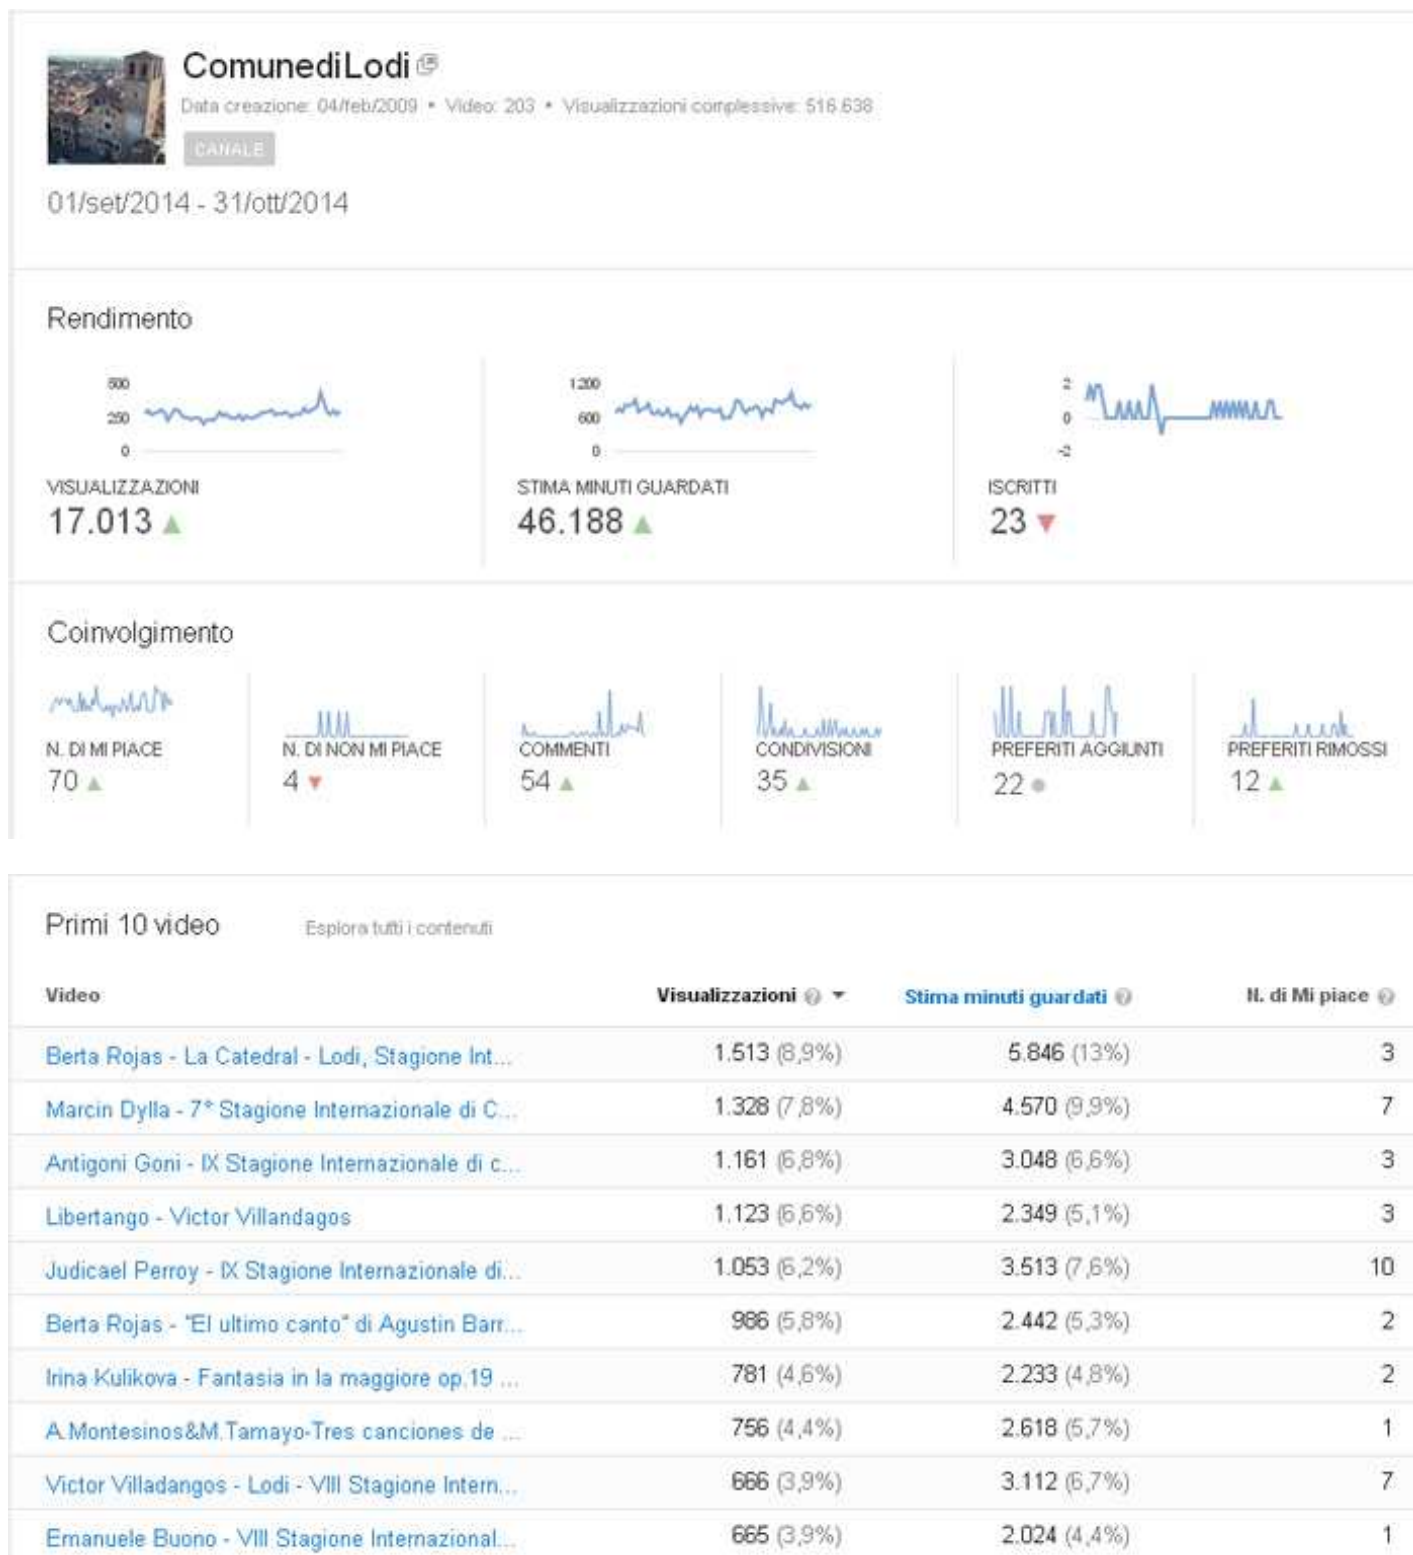 ComunediLodi
Data creazione: 04/feb/2009 • Video: 203 • Visualizzazioni complessive: 516.638
CANALE
01/set/2014 - 31/ott/2014
Rendimento
500
250
0
VISUALIZZAZIONI
17.013
1.200
600
0
STIMA MINUTI GUARDATI
46.188
2
0
-2
ISCRITTI
23
Coinvolgimento
N. DI MI PIACE
70
N. DI NON MI PIACE
4
COMMENTI
54
CONDIVISIONI
35
PREFERITI AGGIUNTI
22
PREFERITI RIMOSSI
12
Primi 10 video Esplora tutti i contenuti
Video Visualizzazioni Stima minuti guardati N. di Mi piace
Berta Rojas - La Catedral - Lodi, Stagione Int... 1.513 (8,9%) 5.846 (13%) 3
Marcin Dylla - 7° Stagione Internazionale di C... 1.328 (7,8%) 4.570 (9,9%) 7
Antigoni Goni - IX Stagione Internazionale di c... 1.161 (6,8%) 3.048 (6,6%) 3
Libertango - Victor Villandagos 1.123 (6,6%) 2.349 (5,1%) 3
Judicael Perroy - IX Stagione Internazionale di... 1.053 (6,2%) 3.513 (7,6%) 10
Berta Rojas - "El ultimo canto" di Agustin Barr... 986 (5,8%) 2.442 (5,3%) 2
Irina Kulikova - Fantasia in la maggiore op.19 ... 781 (4,6%) 2.233 (4,8%) 2
A.Montesinos&M.Tamayo-Tres canciones de ... 756 (4,4%) 2.618 (5,7%) 1
Victor Villadangos - Lodi - VIII Stagione Intern... 666 (3,9%) 3.112 (6,7%) 7
Emanuele Buono - VIII Stagione Internazional... 665 (3,9%) 2.024 (4,4%) 1